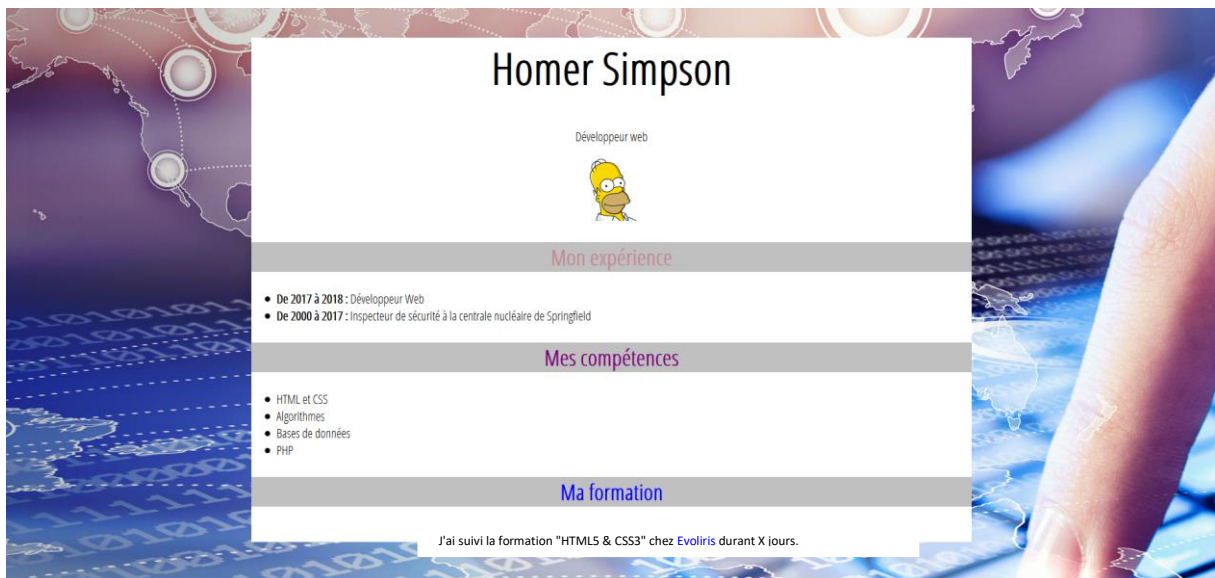 Homer Simpson
Développeur web
Mon expérience
De 2017 à 2018 : Développeur Web
De 2000 à 2017 : Inspecteur de sécurité à la centrale nucléaire de Springfield
Mes compétences
HTML et CSS
Algorithmes
Bases de données
PHP
Ma formation
J'ai suivi la formation "HTML5 & CSS3" chez Evoliris durant X jours.